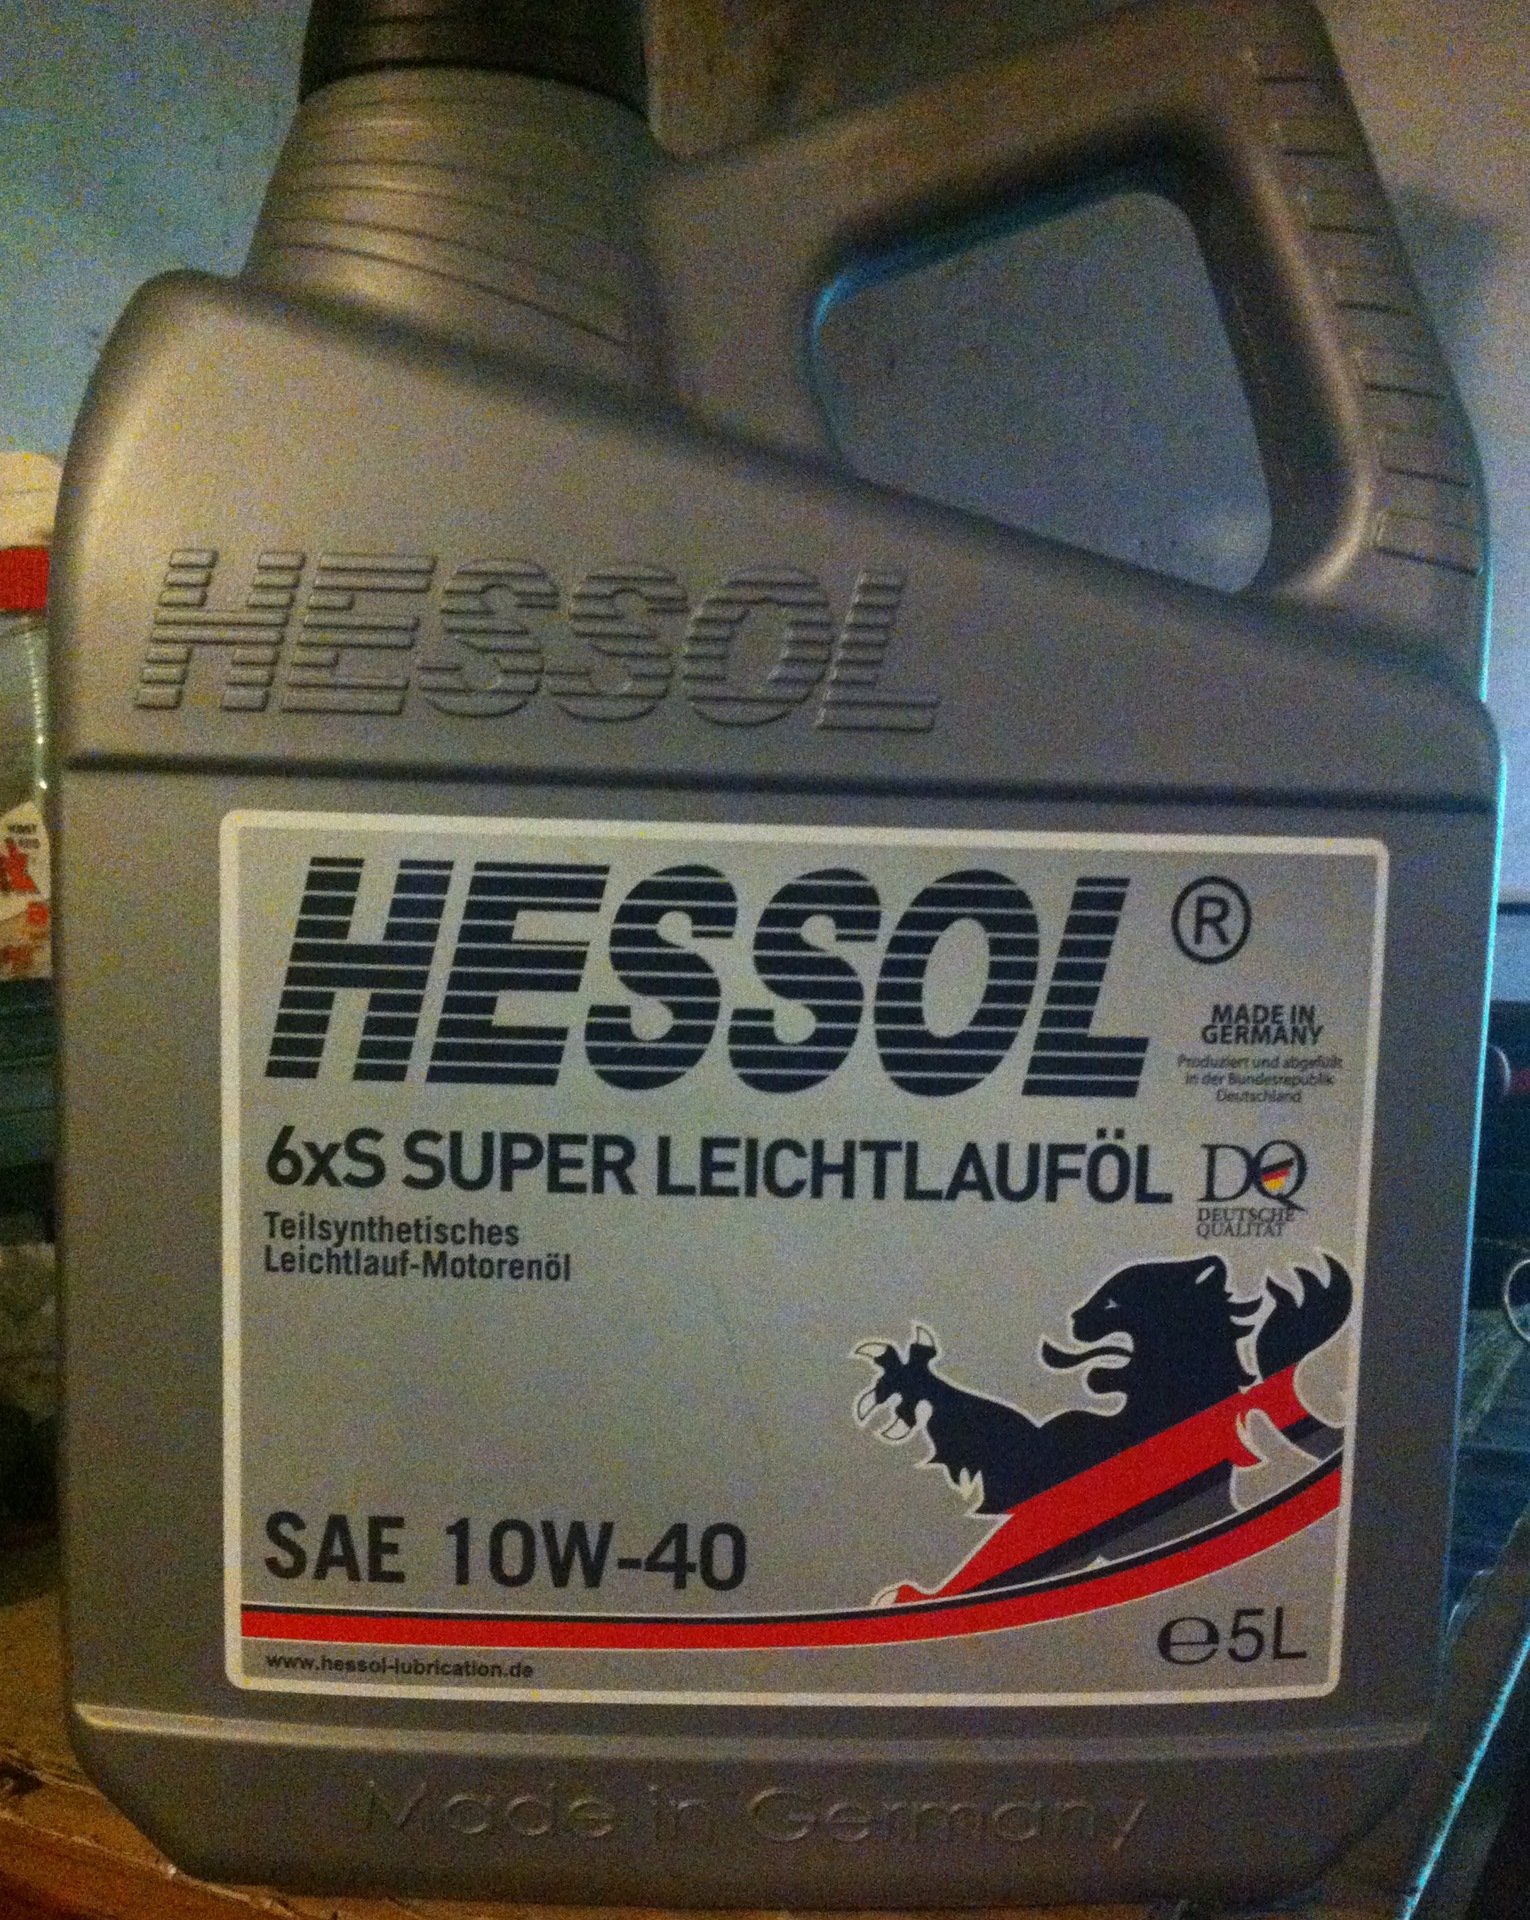 HESSOL
HESSOL®
MADE IN
GERMANY
Produziert und abgefüllt
in der Bundesrepublik
Deutschland
6xS SUPER LEICHTLAUFÖL
DQ
DEUTSCHE
QUALITÄT
Teilsynthetisches
Leichtlauf-Motorenöl
SAE 10W-40
℮5L
www.hessol-lubrication.de
Made in Germany